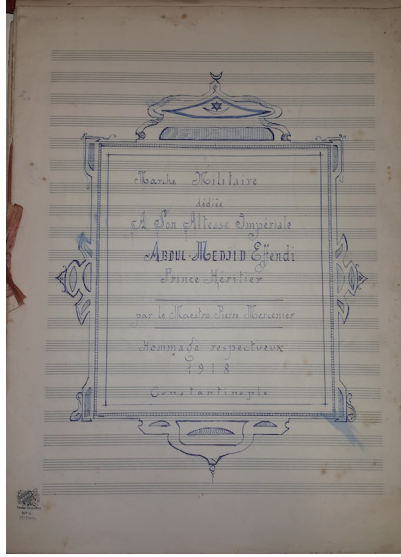 Marche Militaire
dédiée
A Son Altesse Impériale
ABDUL-MEDJID Effendi
Prince Héritier
par le Maestro Pierre Mercenier
Hommage respectueux
1918
Constantinople